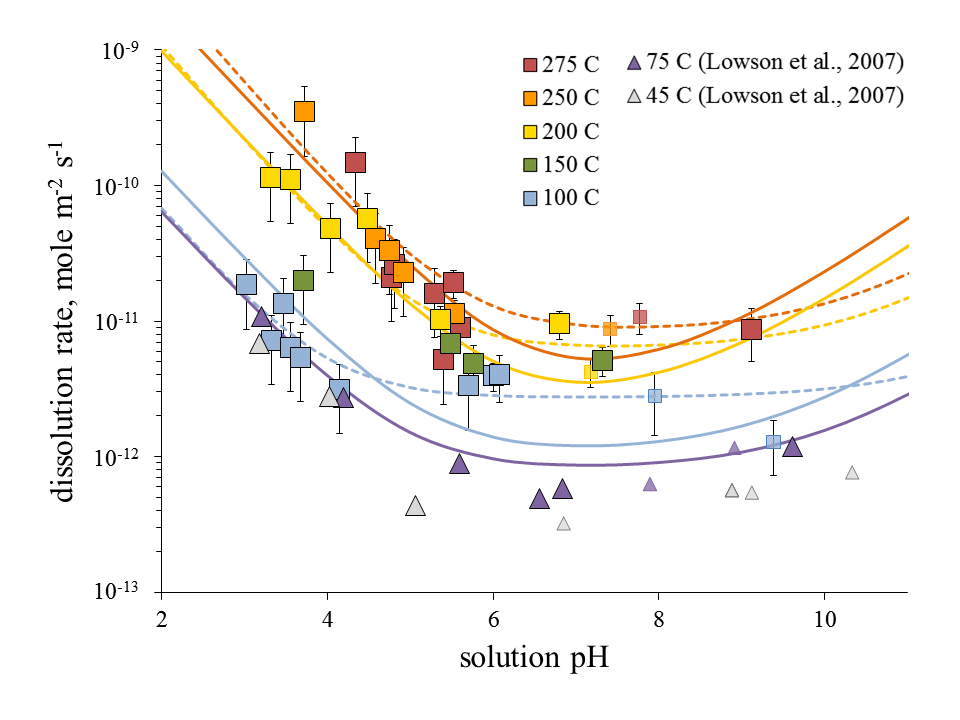 10-9
10-10
10-11
10-12
10-13
dissolution rate, mole m-2 s-1
275 C
250 C
200 C
150 C
100 C
75 C (Lowson et al., 2007)
45 C (Lowson et al., 2007)
2 4 6 8 10
solution pH